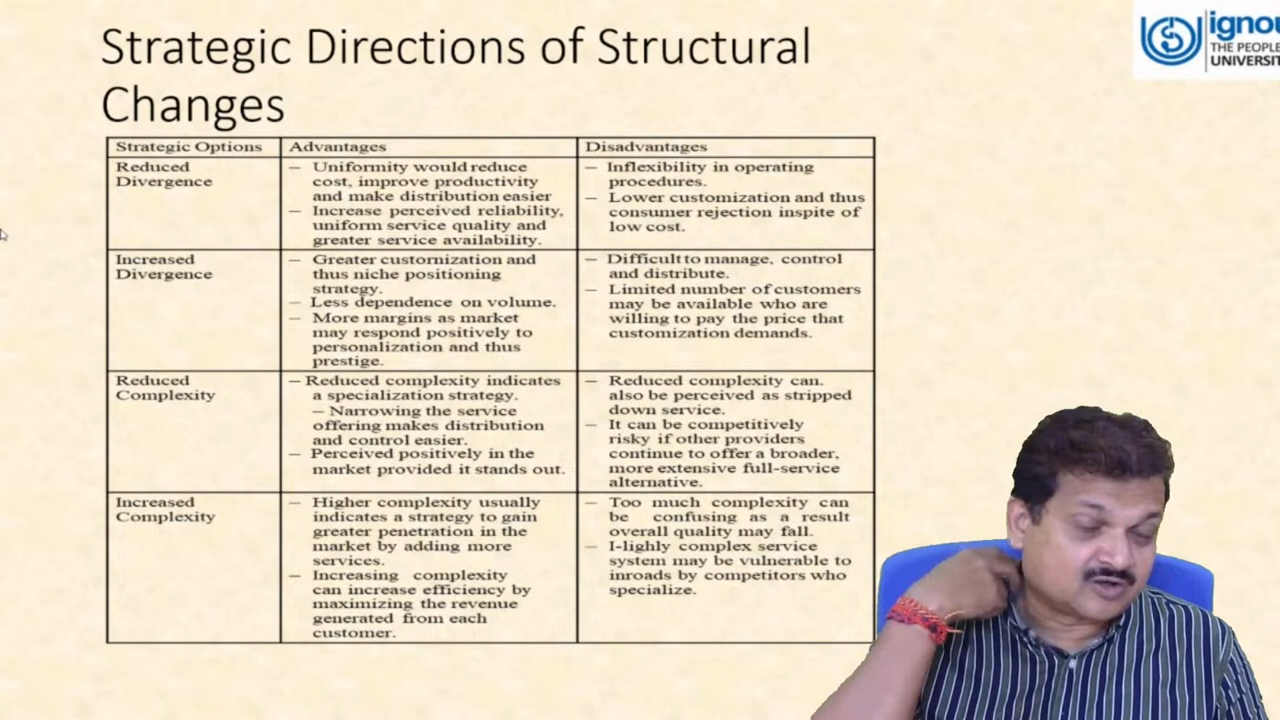 Strategic Directions of Structural
Changes
ignou
THE PEOPLE
UNIVERSIT
Strategic Options
Advantages
Disadvantages
Reduced
Divergence
– Uniformity would reduce
cost, improve productivity
and make distribution easier
– Increase perceived reliability,
uniform service quality and
greater service availability.
– Inflexibility in operating
procedures.
– Lower customization and thus
consumer rejection inspite of
low cost.
Increased
Divergence
– Greater customization and
thus niche positioning
strategy.
– Less dependence on volume.
– More margins as market
may respond positively to
personalization and thus
prestige.
– Difficult to manage, control
and distribute.
– Limited number of customers
may be available who are
willing to pay the price that
customization demands.
Reduced
Complexity
– Reduced complexity indicates
a specialization strategy.
– Narrowing the service
offering makes distribution
and control easier.
– Perceived positively in the
market provided it stands out.
– Reduced complexity can.
also be perceived as stripped
down service.
– It can be competitively
risky if other providers
continue to offer a broader,
more extensive full-service
alternative.
Increased
Complexity
– Higher complexity usually
indicates a strategy to gain
greater penetration in the
market by adding more
services.
– Increasing complexity
can increase efficiency by
maximizing the revenue
generated from each
customer.
– Too much complexity can
be confusing as a result
overall quality may fall.
– I-lighly complex service
system may be vulnerable to
inroads by competitors who
specialize.